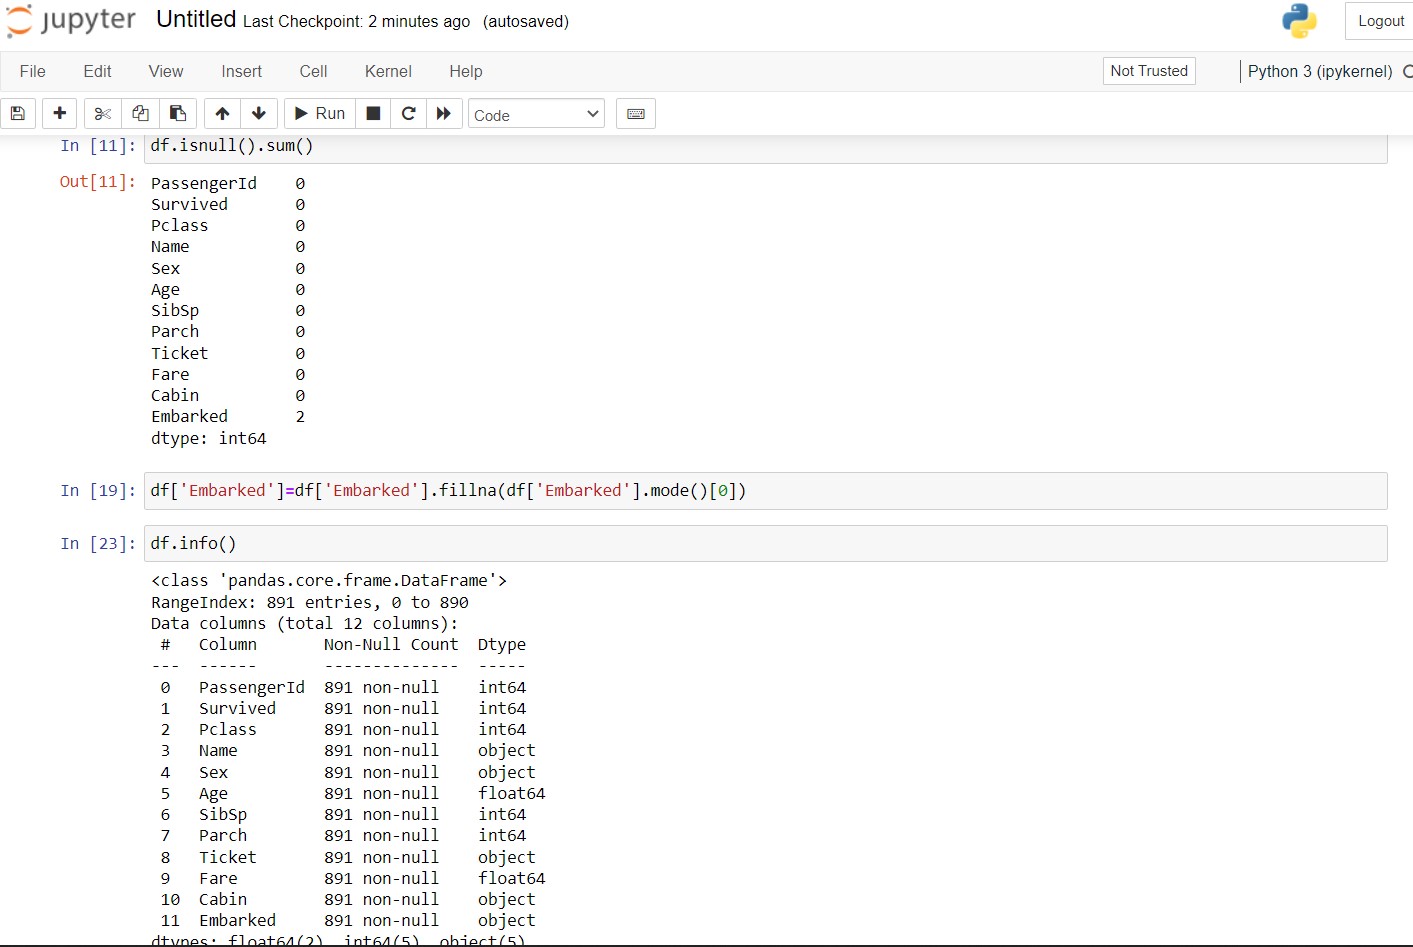 jupyter Untitled Last Checkpoint: 2 minutes ago (autosaved) Logout
File Edit View Insert Cell Kernel Help Not Trusted Python 3 (ipykernel)
Run Code
In [11]: df.isnull().sum()
Out[11]: PassengerId 0
Survived 0
Pclass 0
Name 0
Sex 0
Age 0
SibSp 0
Parch 0
Ticket 0
Fare 0
Cabin 0
Embarked 2
dtype: int64
In [19]: df['Embarked']=df['Embarked'].fillna(df['Embarked'].mode()[0])
In [23]: df.info()
<class 'pandas.core.frame.DataFrame'>
RangeIndex: 891 entries, 0 to 890
Data columns (total 12 columns):
# Column Non-Null Count Dtype
--- ------ -------------- -----
0 PassengerId 891 non-null int64
1 Survived 891 non-null int64
2 Pclass 891 non-null int64
3 Name 891 non-null object
4 Sex 891 non-null object
5 Age 891 non-null float64
6 SibSp 891 non-null int64
7 Parch 891 non-null int64
8 Ticket 891 non-null object
9 Fare 891 non-null float64
10 Cabin 891 non-null object
11 Embarked 891 non-null object
dtypes: float64(2), int64(5), object(5)